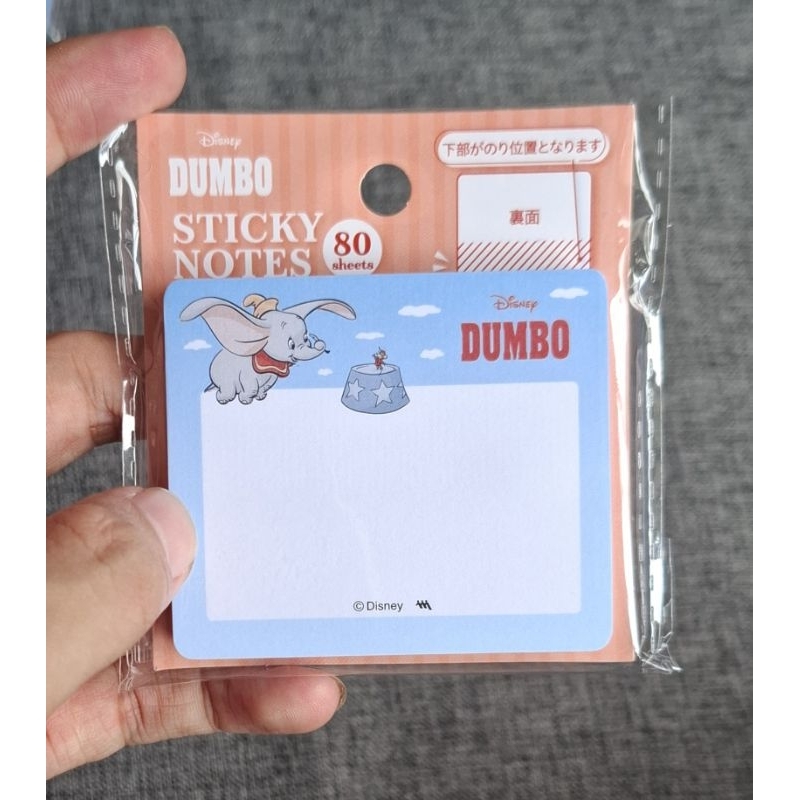 Disney
DUMBO
STICKY
NOTES
80
sheets
下部がのり位置となります
裏面
Disney
DUMBO
© Disney